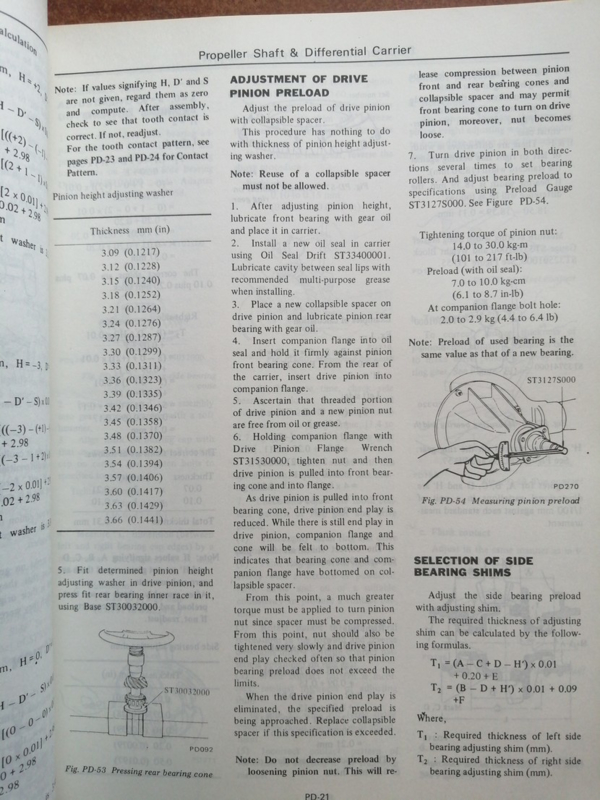 Propeller Shaft & Differential Carrier
Note: If values signifying H, D' and S
are not given, regard them as zero
and compute. After assembly,
check to see that tooth contact is
correct. If not, readjust.
For the tooth contact pattern, see
pages PD-23 and PD-24 for Contact
Pattern.
Pinion height adjusting washer
Thickness mm (in)
3.09 (0.1217)
3.12 (0.1228)
3.15 (0.1240)
3.18 (0.1252)
3.21 (0.1264)
3.24 (0.1276)
3.27 (0.1287)
3.30 (0.1299)
3.33 (0.1311)
3.36 (0.1323)
3.39 (0.1335)
3.42 (0.1346)
3.45 (0.1358)
3.48 (0.1370)
3.51 (0.1382)
3.54 (0.1394)
3.57 (0.1406)
3.60 (0.1417)
3.63 (0.1429)
3.66 (0.1441)
5. Fit determined pinion height
adjusting washer in drive pinion, and
press fit rear bearing inner race in it,
using Base ST30032000.
ST30032000
PD093
Fig. PD-53 Pressing rear bearing cone
ADJUSTMENT OF DRIVE
PINION PRELOAD
Adjust the preload of drive pinion
with collapsible spacer.
This procedure has nothing to do
with thickness of pinion height adjust-
ing washer.
Note: Reuse of a collapsible spacer
must not be allowed.
1. After adjusting pinion height,
lubricate front bearing with gear oil
and place it in carrier.
2. Install a new oil seal in carrier
using Oil Seal Drift ST33400001.
Lubricate cavity between seal lips with
recommended multi-purpose grease
when installing.
3. Place a new collapsible spacer on
drive pinion and lubricate pinion rear
bearing with gear oil.
4. Insert companion flange into oil
seal and hold it firmly against pinion
front bearing cone. From the rear of
the carrier, insert drive pinion into
companion flange.
5. Ascertain that threaded portion
of drive pinion and a new pinion nut
are free from oil or grease.
6. Holding companion flange with
Drive Pinion Flange Wrench
ST31530000, tighten nut and then
drive pinion is pulled into front bear-
ing cone and into flange.
As drive pinion is pulled into front
bearing cone, drive pinion end play is
reduced. While there is still end play in
drive pinion, companion flange and
cone will be felt to bottom. This
indicates that bearing cone and com-
panion flange have bottomed on col-
lapsible spacer.
From this point, a much greater
torque must be applied to turn pinion
nut since spacer must be compressed.
From this point, nut should also be
tightened very slowly and drive pinion
end play checked often so that pinion
bearing preload does not exceed the
limits.
When the drive pinion end play is
eliminated, the specified preload is
being approached. Replace collapsible
spacer if this specification is exceeded.
Note: Do not decrease preload by
loosening pinion nut. This will re-
lease compression between pinion
front and rear bearing cones and
collapsible spacer and may permit
front bearing cone to turn on drive
pinion, moreover, nut becomes
loose.
7. Turn drive pinion in both direc-
tions several times to set bearing
rollers. And adjust bearing preload to
specifications using Preload Gauge
ST3127S000. See Figure PD-54.
Tightening torque of pinion nut:
14.0 to 30.0 kg-m
(101 to 217 ft-lb)
Preload (with oil seal):
7.0 to 10.0 kg-cm
(6.1 to 8.7 in-lb)
At companion flange bolt hole:
2.0 to 2.9 kg (4.4 to 6.4 lb)
Note: Preload of used bearing is the
same value as that of a new bearing.
ST3127S000
PD270
Fig. PD-54 Measuring pinion preload
SELECTION OF SIDE
BEARING SHIMS
Adjust the side bearing preload
with adjusting shim.
The required thickness of adjusting
shim can be calculated by the follow-
ing formulas.
T1 = (A − C + D − H') × 0.01
+ 0.20 + E
T2 = (B − D + H') × 0.01 + 0.09
+F
Where,
T1 : Required thickness of left side
bearing adjusting shim (mm).
T2 : Required thickness of right side
bearing adjusting shim (mm).
PD-21